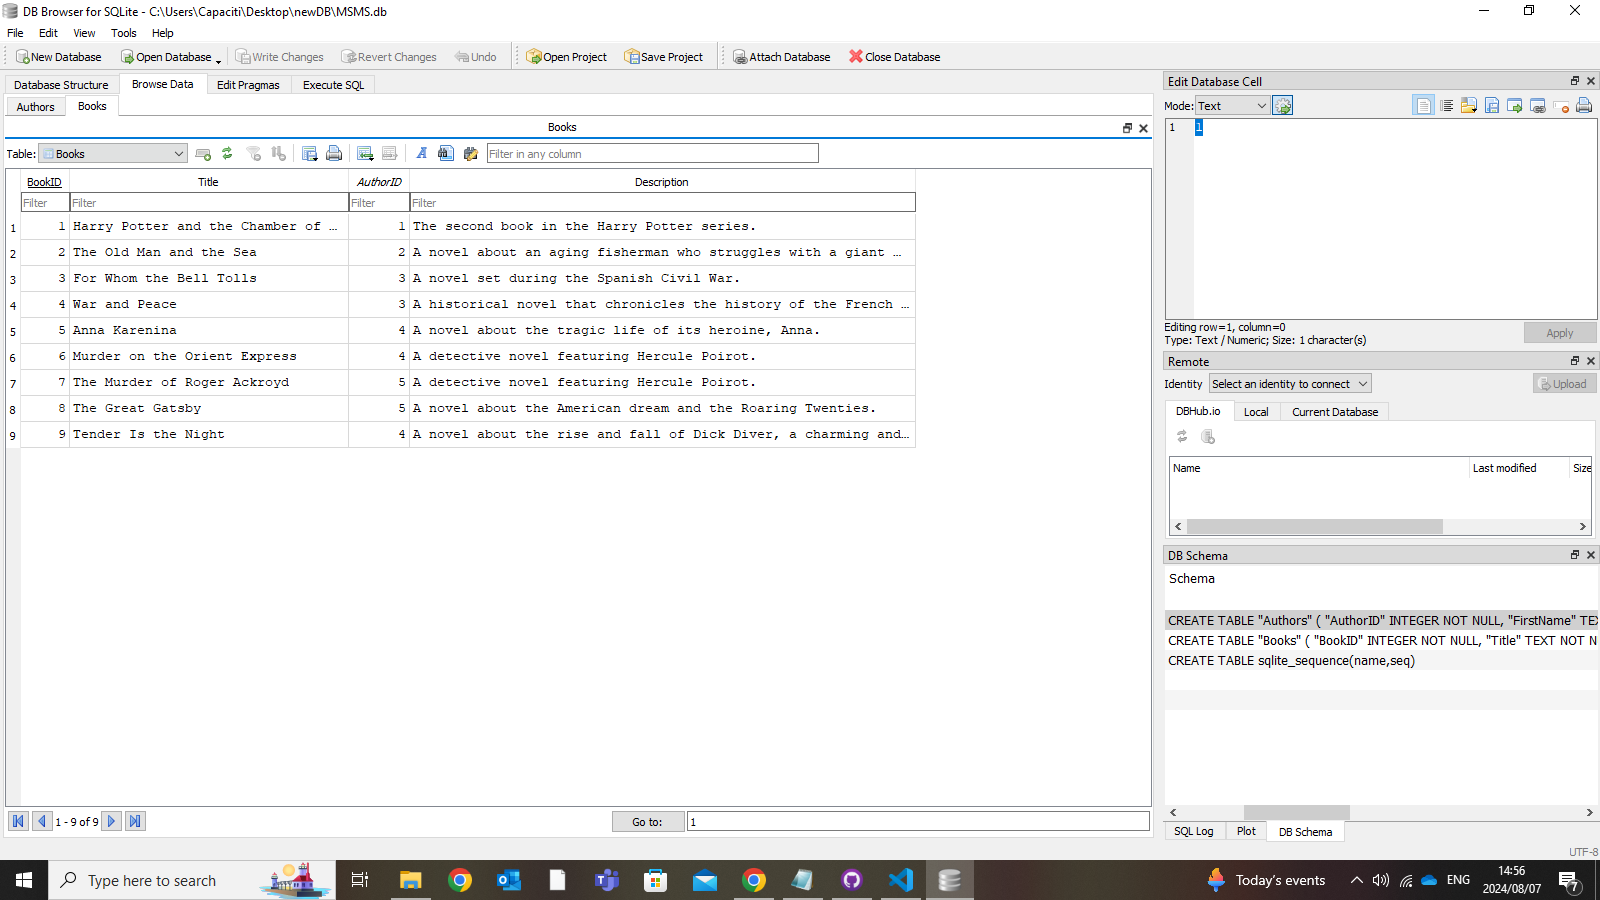 DB Browser for SQLite - C:\Users\Capaciti\Desktop\newDB\MSMS.db
File Edit View Tools Help
New Database Open Database Write Changes Revert Changes Undo Open Project Save Project Attach Database Close Database
Database Structure Browse Data Edit Pragmas Execute SQL
Authors Books
Books
Table: Books Filter in any column
BookID Title AuthorID Description
Filter Filter Filter Filter
1 1 Harry Potter and the Chamber of … 1 The second book in the Harry Potter series.
2 2 The Old Man and the Sea 2 A novel about an aging fisherman who struggles with a giant …
3 3 For Whom the Bell Tolls 3 A novel set during the Spanish Civil War.
4 4 War and Peace 3 A historical novel that chronicles the history of the French …
5 5 Anna Karenina 4 A novel about the tragic life of its heroine, Anna.
6 6 Murder on the Orient Express 4 A detective novel featuring Hercule Poirot.
7 7 The Murder of Roger Ackroyd 5 A detective novel featuring Hercule Poirot.
8 8 The Great Gatsby 5 A novel about the American dream and the Roaring Twenties.
9 9 Tender Is the Night 4 A novel about the rise and fall of Dick Diver, a charming and…
1 - 9 of 9 Go to: 1
Edit Database Cell
Mode: Text
1 1
Editing row=1, column=0
Type: Text / Numeric; Size: 1 character(s)
Apply
Remote
Identity Select an identity to connect Upload
DBHub.io Local Current Database
Name Last modified Size
DB Schema
Schema
CREATE TABLE "Authors" ( "AuthorID" INTEGER NOT NULL, "FirstName" TEX
CREATE TABLE "Books" ( "BookID" INTEGER NOT NULL, "Title" TEXT NOT N
CREATE TABLE sqlite_sequence(name,seq)
SQL Log Plot DB Schema
UTF-8
Type here to search
Today's events
ENG
14:56
2024/08/07
7